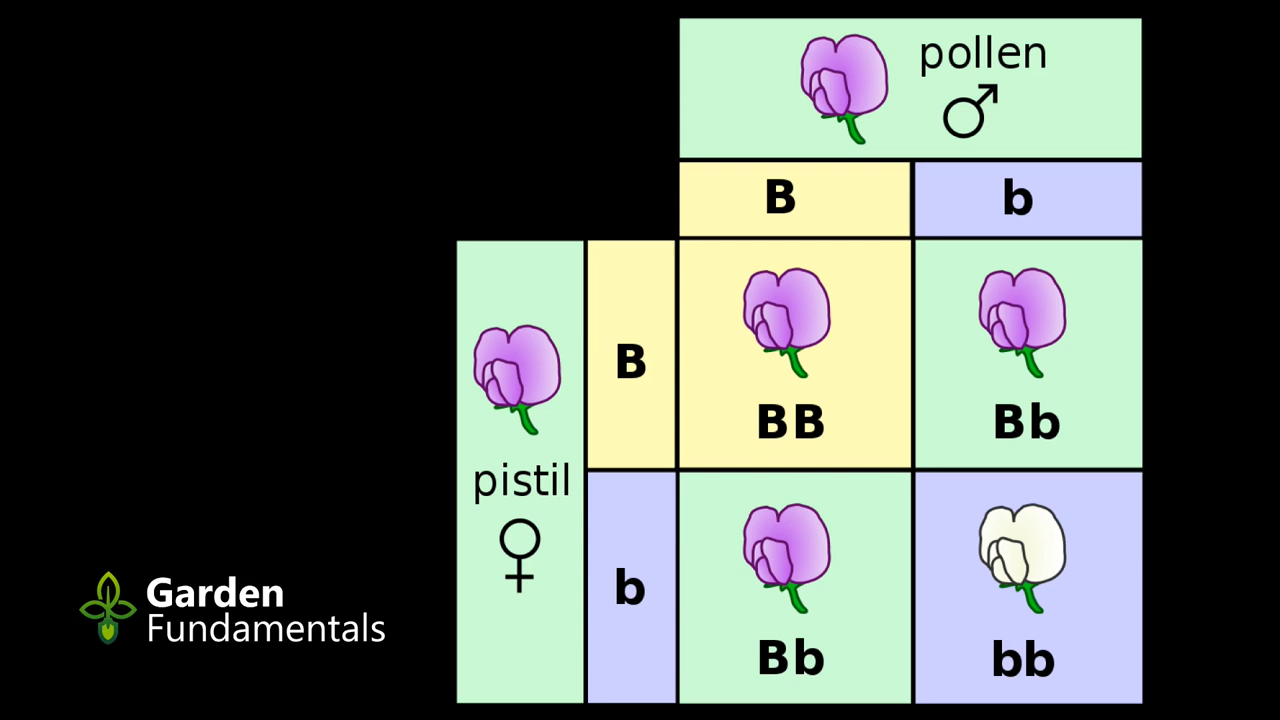 pollen
♂
B b
B
BB Bb
pistil
♀
b
Bb bb
Garden
Fundamentals